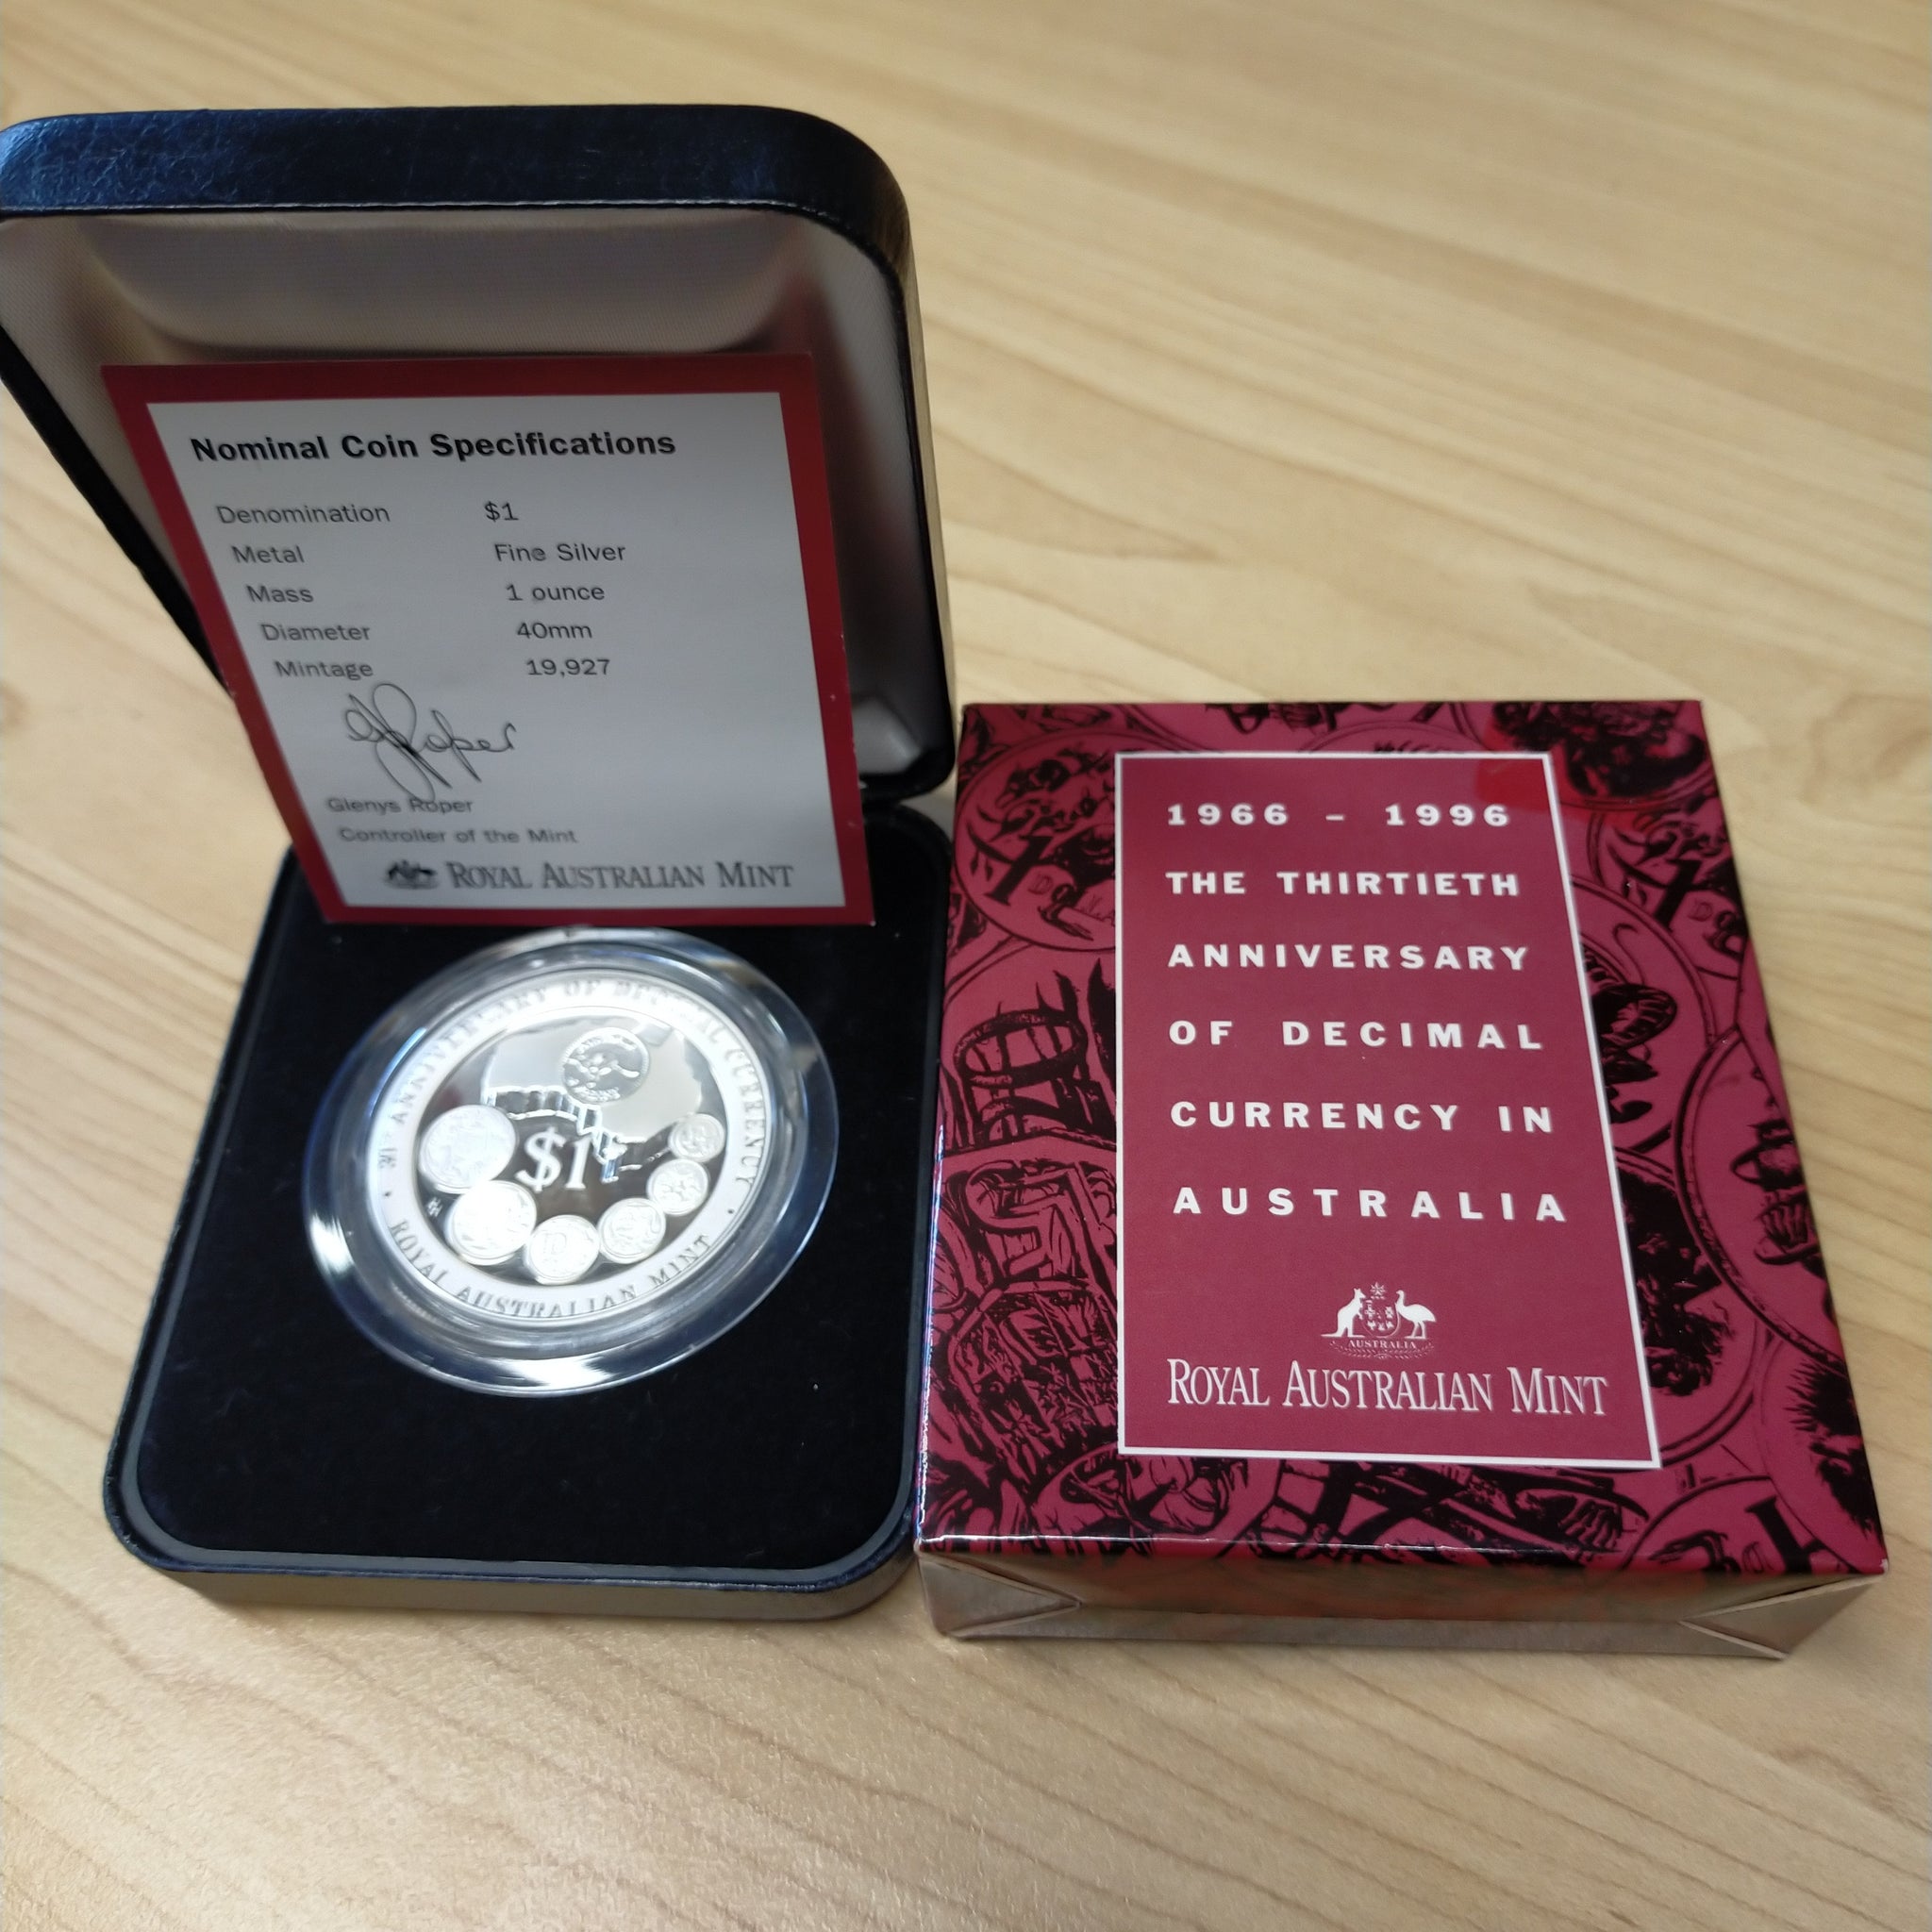 Nominal Coin Specifications
Denomination $1
Metal Fine Silver
Mass 1 ounce
Diameter 40mm
Mintage 19,927
Glenys Roper
Controller of the Mint
ROYAL AUSTRALIAN MINT
ANNIVERSARY OF DECIMAL CURRENCY
$1
ROYAL AUSTRALIAN MINT
1966 – 1996
THE THIRTIETH
ANNIVERSARY
OF DECIMAL
CURRENCY IN
AUSTRALIA
AUSTRALIA
ROYAL AUSTRALIAN MINT